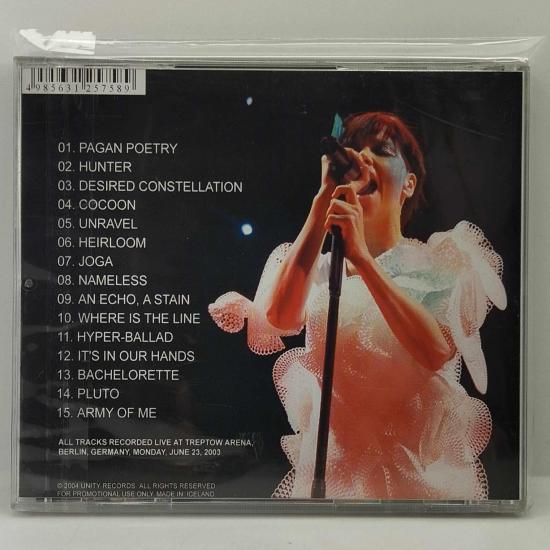 4 985631 257589
01. PAGAN POETRY
02. HUNTER
03. DESIRED CONSTELLATION
04. COCOON
05. UNRAVEL
06. HEIRLOOM
07. JOGA
08. NAMELESS
09. AN ECHO, A STAIN
10. WHERE IS THE LINE
11. HYPER-BALLAD
12. IT'S IN OUR HANDS
13. BACHELORETTE
14. PLUTO
15. ARMY OF ME
ALL TRACKS RECORDED LIVE AT TREPTOW ARENA,
BERLIN, GERMANY, MONDAY, JUNE 23, 2003
© 2004 UNITY RECORDS. ALL RIGHTS RESERVED
FOR PROMOTIONAL USE ONLY. MADE IN ICELAND